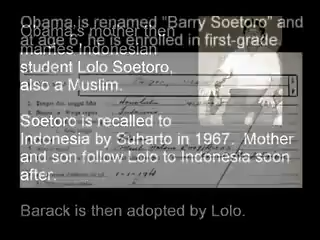 Obama is renamed "Barry Soetoro" and
at age 6, he is enrolled in first-grade
Obama's mother then
marries Indonesian
student Lolo Soetoro,
also a Muslim.
Soetoro is recalled to
Indonesia by Suharto in 1967. Mother
and son follow Lolo to Indonesia soon
after.
Barack is then adopted by Lolo.